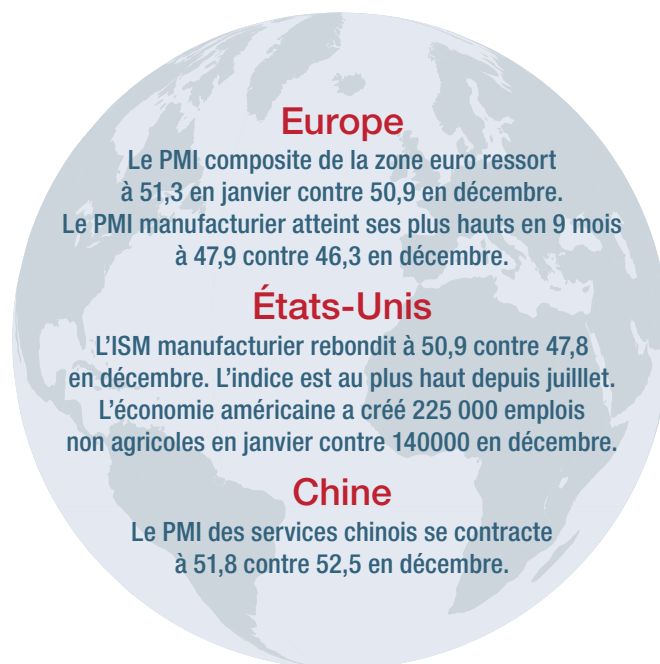 Europe
Le PMI composite de la zone euro ressort
à 51,3 en janvier contre 50,9 en décembre.
Le PMI manufacturier atteint ses plus hauts en 9 mois
à 47,9 contre 46,3 en décembre.
États-Unis
L’ISM manufacturier rebondit à 50,9 contre 47,8
en décembre. L’indice est au plus haut depuis juilllet.
L’économie américaine a créé 225 000 emplois
non agricoles en janvier contre 140000 en décembre.
Chine
Le PMI des services chinois se contracte
à 51,8 contre 52,5 en décembre.